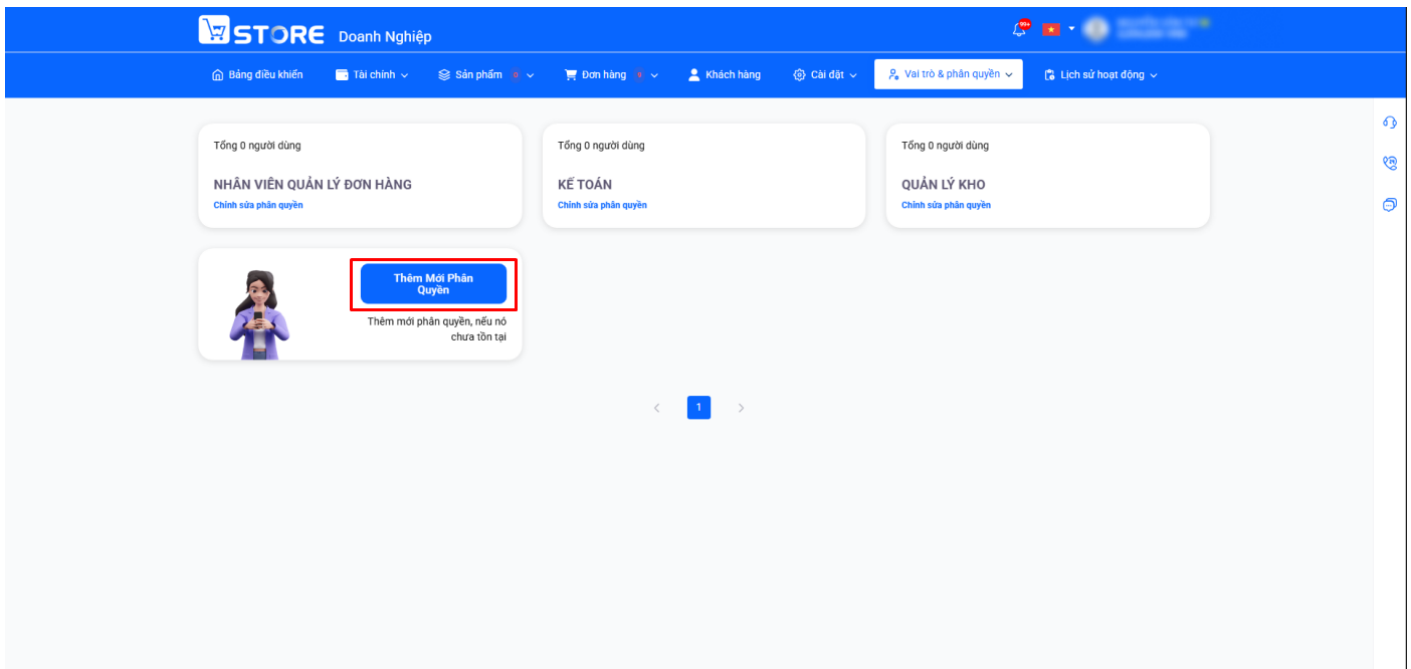 STORE Doanh Nghiệp
99+
Bảng điều khiển Tài chính Sản phẩm Đơn hàng Khách hàng Cài đặt Vai trò & phân quyền Lịch sử hoạt động
Tổng 0 người dùng
NHÂN VIÊN QUẢN LÝ ĐƠN HÀNG
Chỉnh sửa phân quyền
Tổng 0 người dùng
KẾ TOÁN
Chỉnh sửa phân quyền
Tổng 0 người dùng
QUẢN LÝ KHO
Chỉnh sửa phân quyền
Thêm Mới Phân
Quyền
Thêm mới phân quyền, nếu nó
chưa tồn tại
1